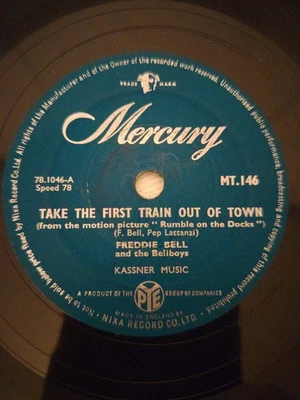 All rights of the Manufacturer and of the Owner of the recorded work reserved. Unauthorised public performance, broadcasting and copying of this record prohibited.
TRADE MARK
Mercury
78.1046-A
Speed 78
MT.146
TAKE THE FIRST TRAIN OUT OF TOWN
(from the motion picture "Rumble on the Docks")
(F. Bell, Pep Lattanzi)
FREDDIE BELL
and the Bellboys
KASSNER MUSIC
A PRODUCT OF THE PYE GROUP OF COMPANIES
MADE IN ENGLAND BY
NIXA RECORD CO., LTD.
Nixa Record Co. Ltd.
Not to be sold below price fixed by